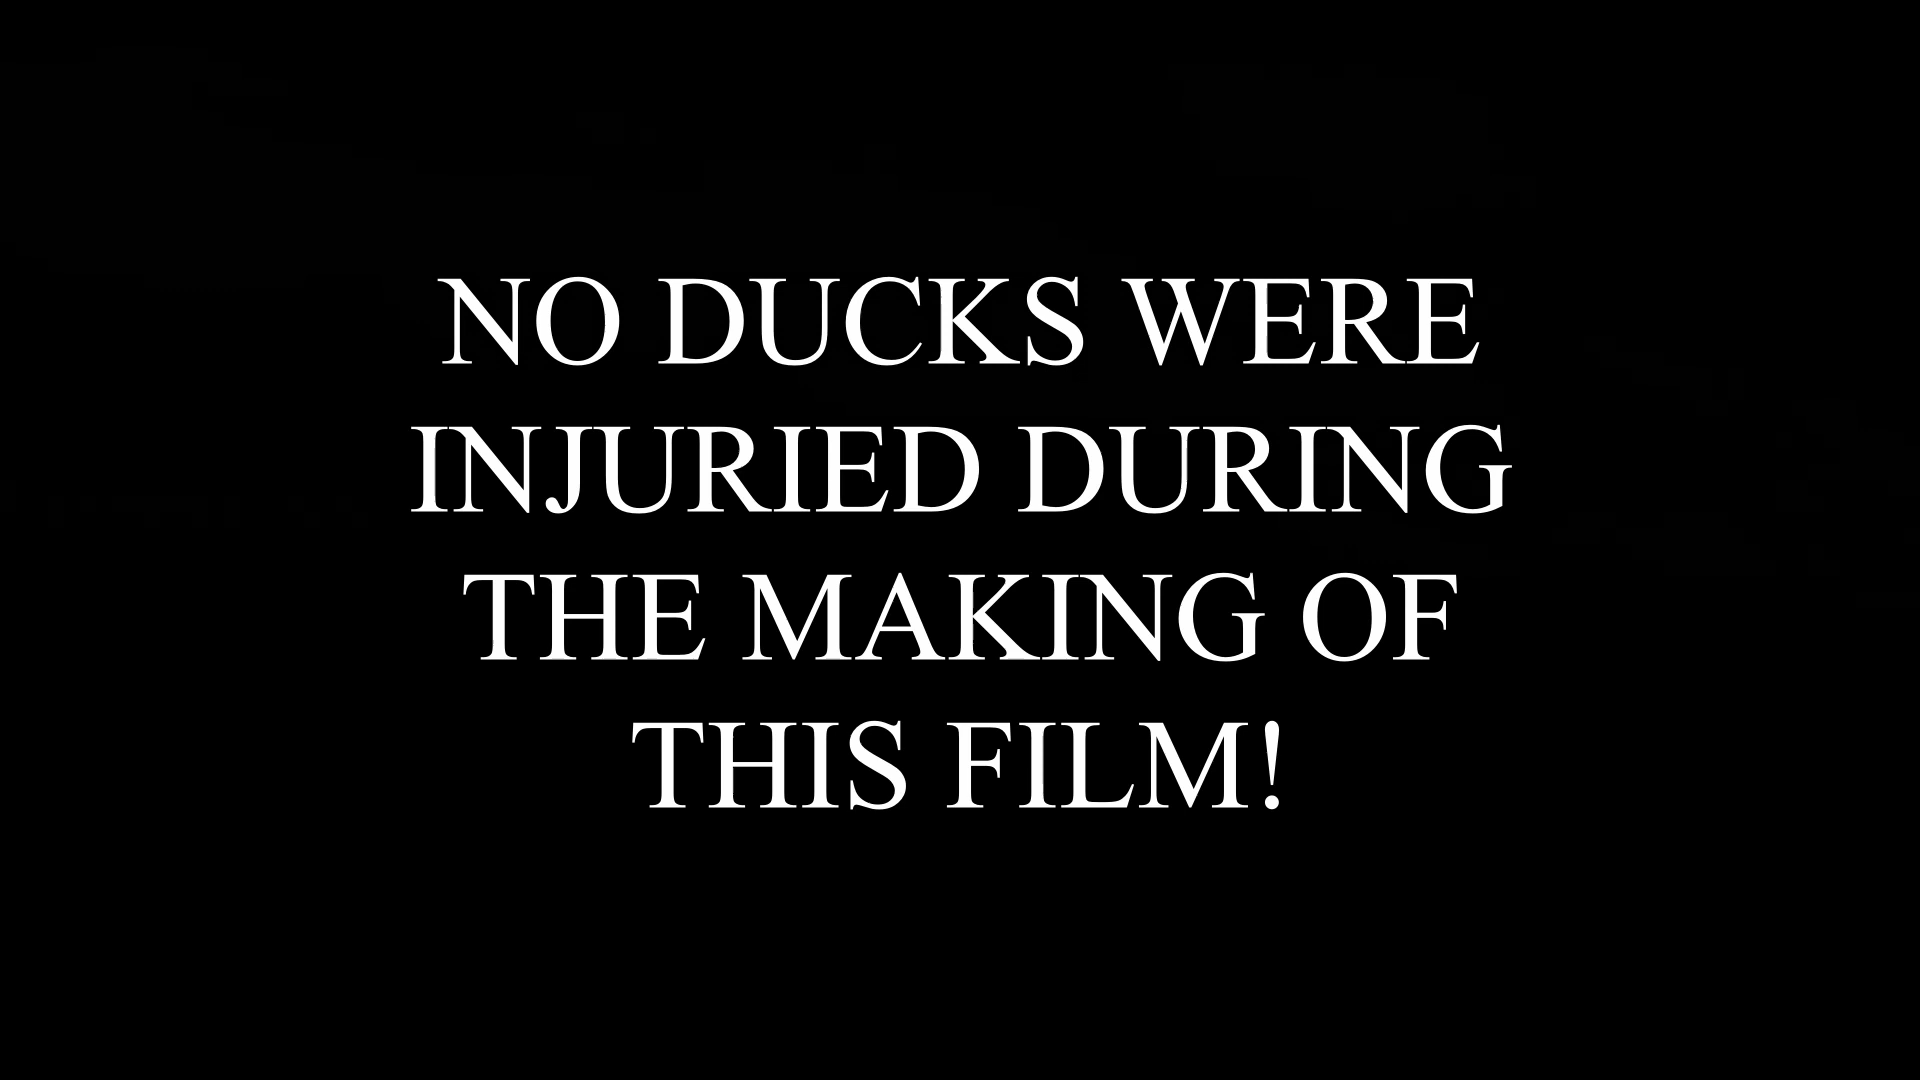 NO DUCKS WERE
INJURIED DURING
THE MAKING OF
THIS FILM!